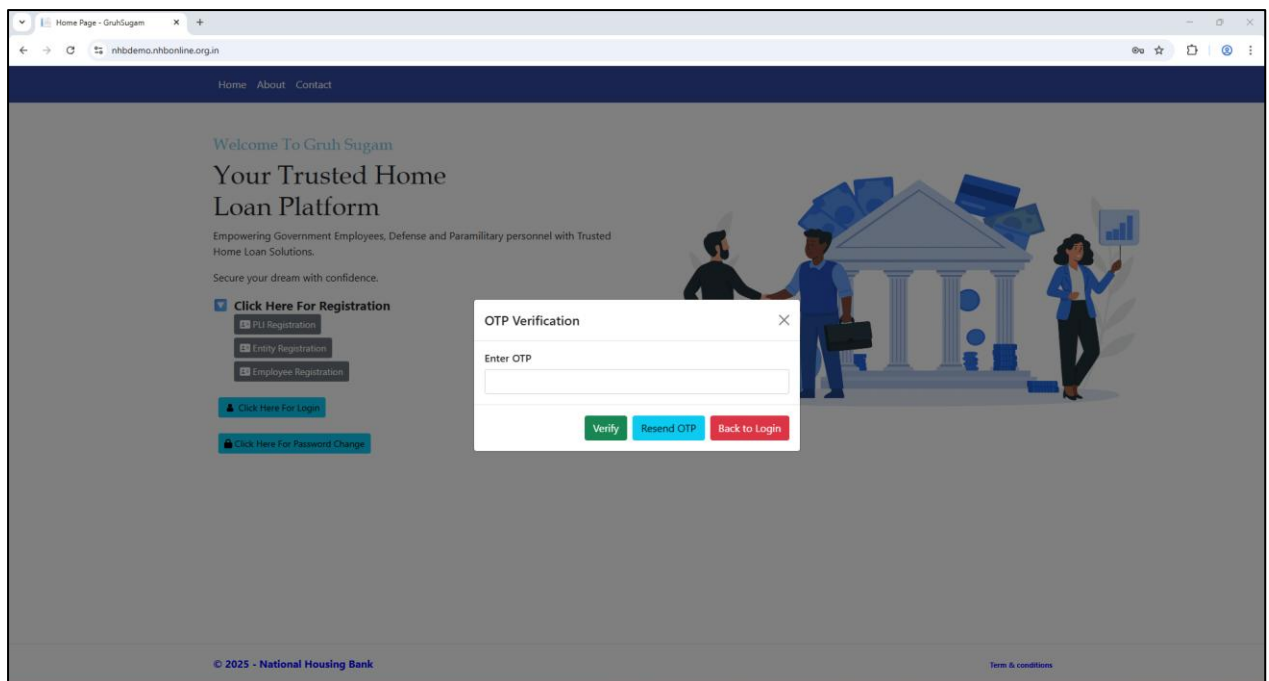 Home Page - GruhSugam
nhbdemo.nhbonline.org.in
Home About Contact
Welcome To Gruh Sugam
Your Trusted Home
Loan Platform
Empowering Government Employees, Defense and Paramilitary personnel with Trusted
Home Loan Solutions.
Secure your dream with confidence.
Click Here For Registration
PLI Registration
Entity Registration
Employee Registration
Click Here For Login
Click Here For Password Change
OTP Verification
Enter OTP
Verify Resend OTP Back to Login
© 2025 - National Housing Bank
Term & conditions